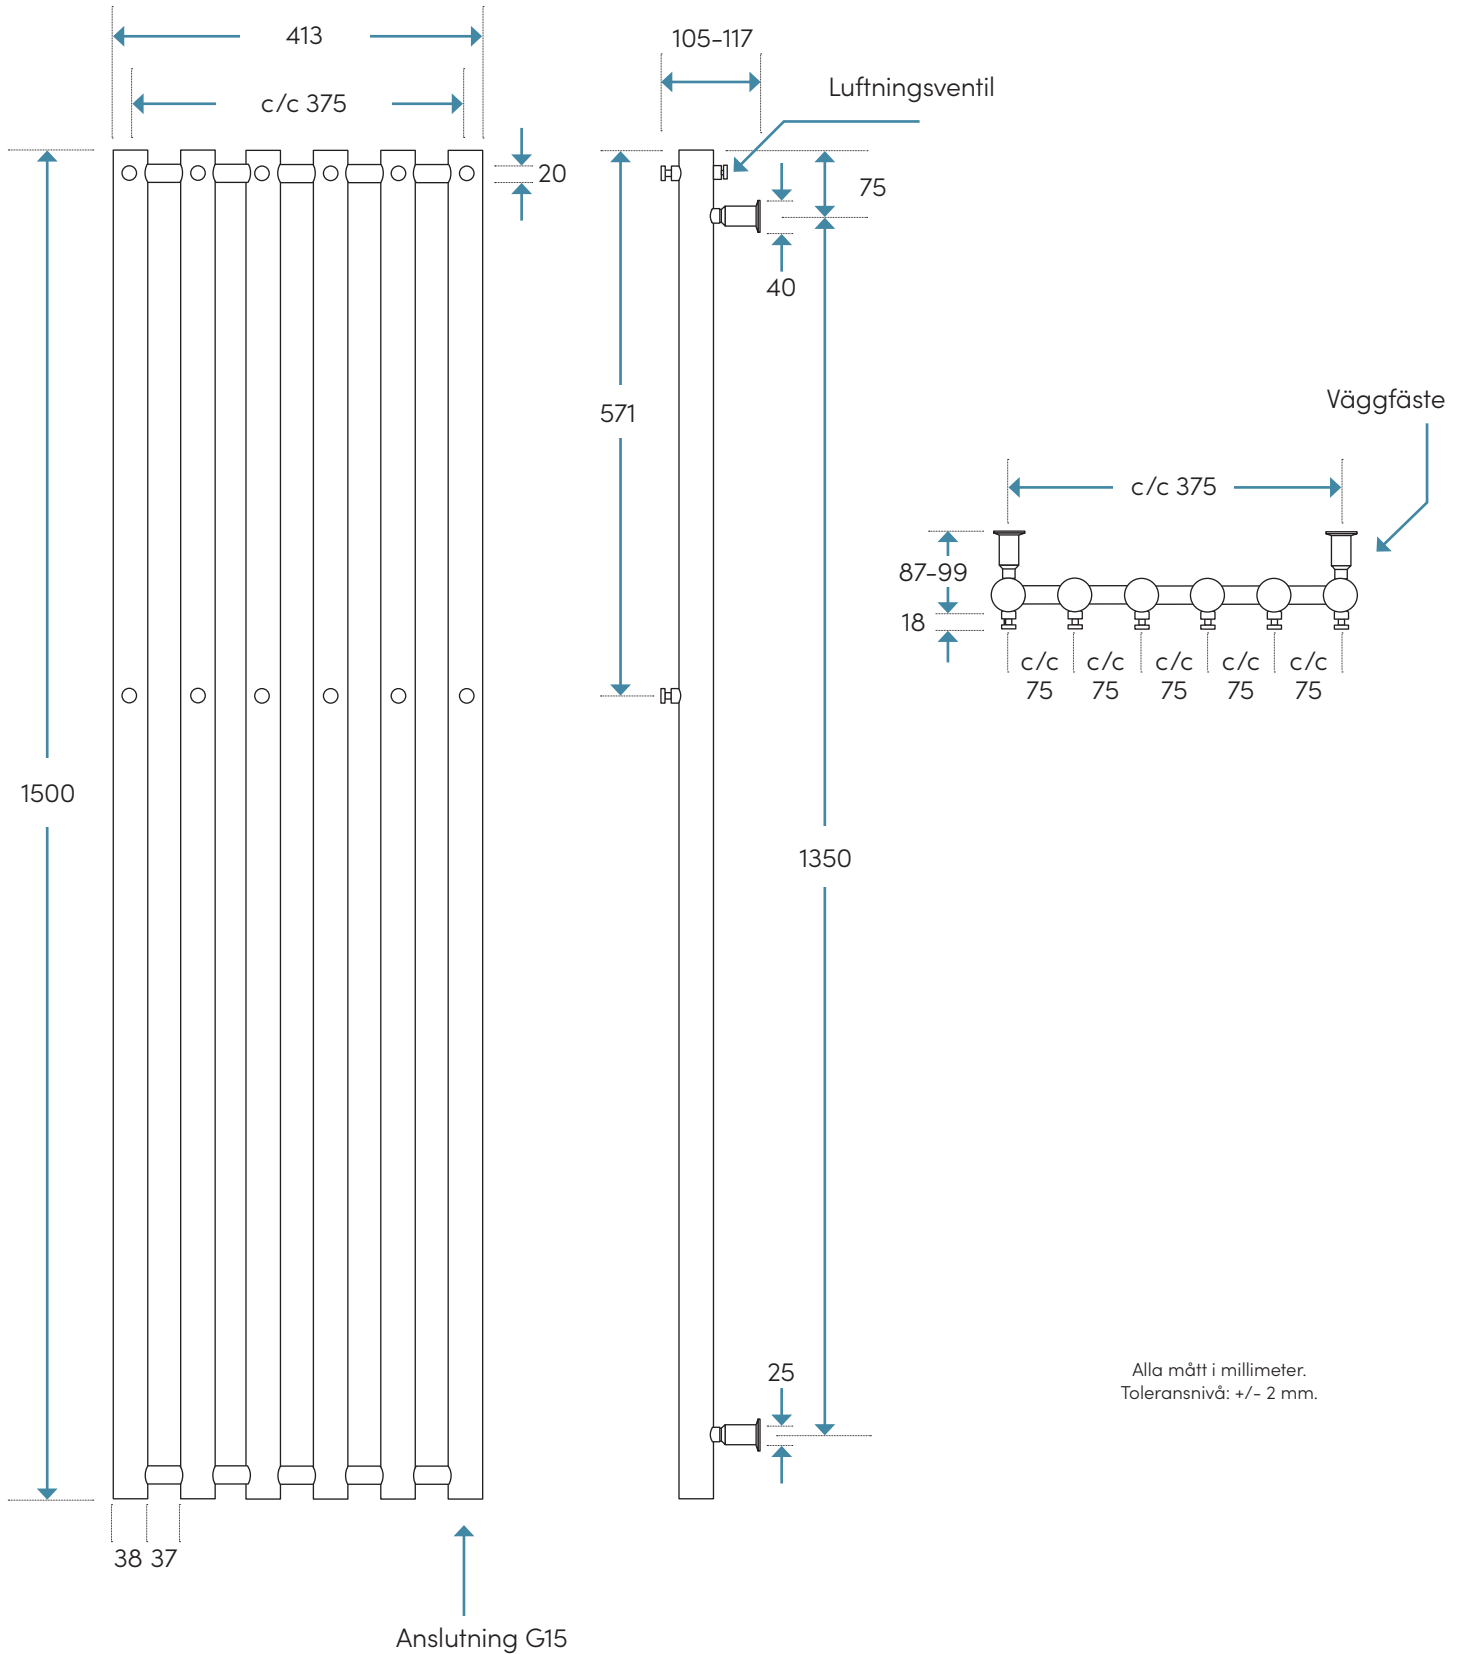 413
c/c 375
20
1500
38 37
Anslutning G15
105-117
Luftningsventil
75
40
571
1350
25
Väggfäste
c/c 375
87-99
18
c/c c/c c/c c/c c/c
75 75 75 75 75
Alla mått i millimeter.
Toleransnivå: +/- 2 mm.